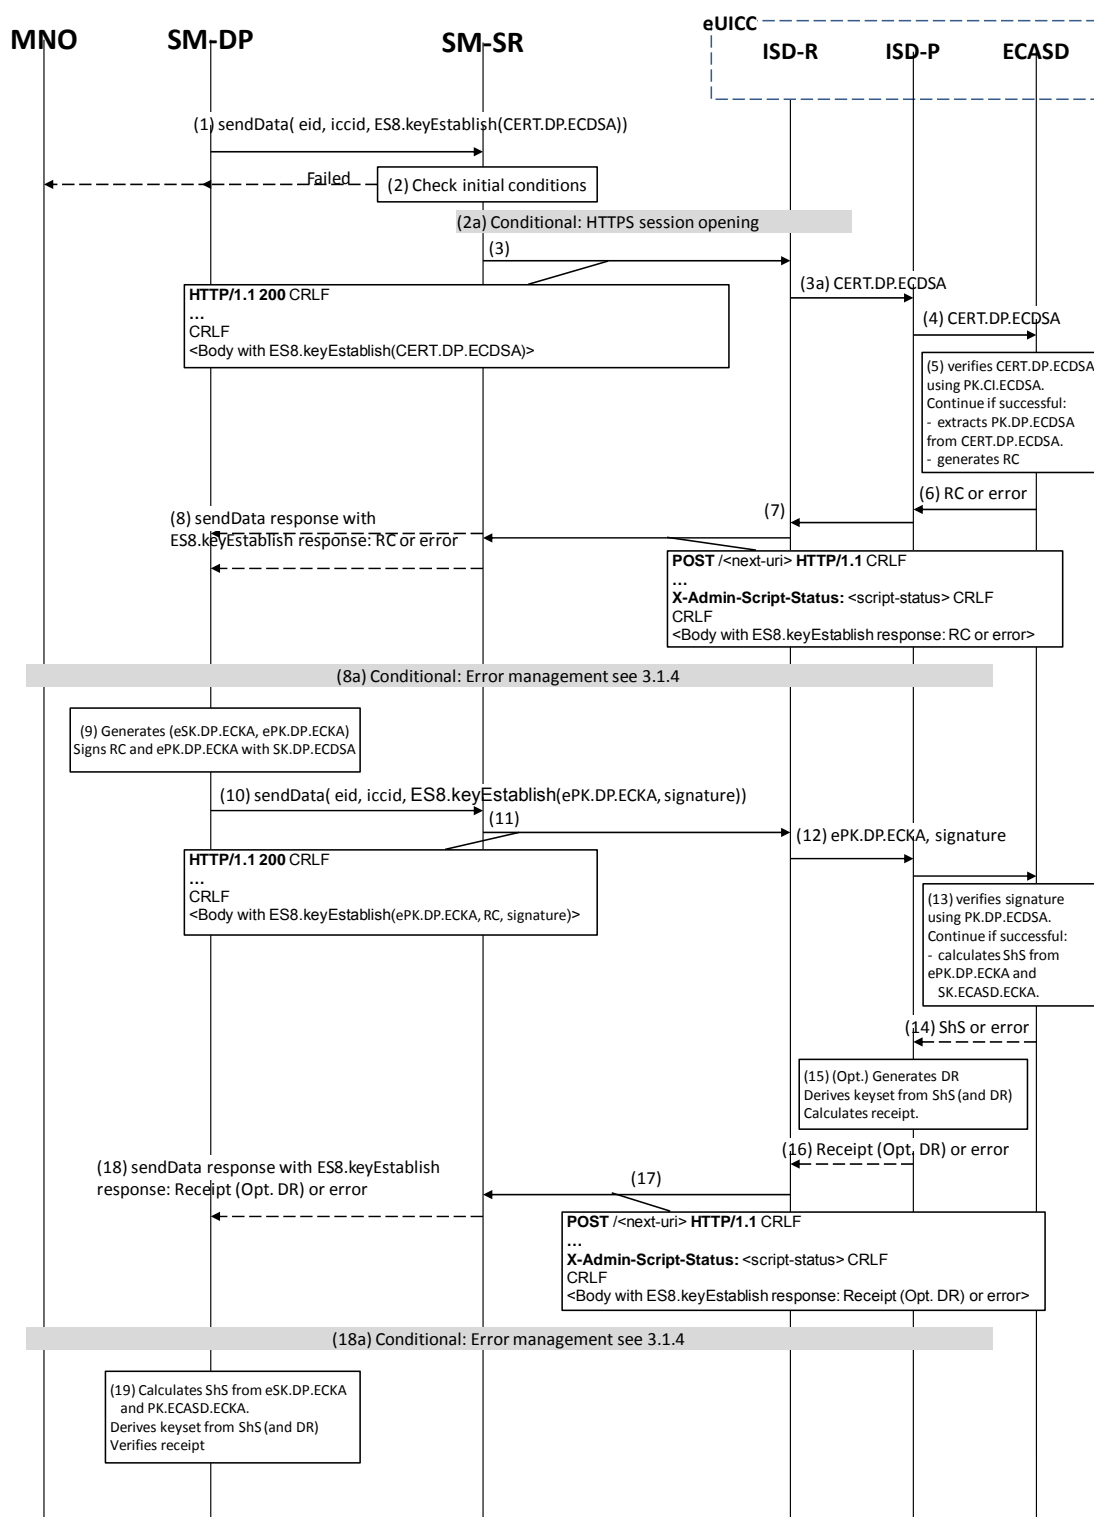 eUICC
MNO
SM-DP
SM-SR
ISD-R
ISD-P
ECASD
(1) sendData( eid, iccid, ES8.keyEstablish(CERT.DP.ECDSA))
Failed
(2) Check initial conditions
(2a) Conditional: HTTPS session opening
(3)
(3a) CERT.DP.ECDSA
HTTP/1.1 200 CRLF
...
CRLF
<Body with ES8.keyEstablish(CERT.DP.ECDSA)>
(4) CERT.DP.ECDSA
(5) verifies CERT.DP.ECDSA
using PK.CI.ECDSA.
Continue if successful:
- extracts PK.DP.ECDSA
from CERT.DP.ECDSA.
- generates RC
(6) RC or error
(7)
(8) sendData response with
ES8.keyEstablish response: RC or error
POST /<next-uri> HTTP/1.1 CRLF
...
X-Admin-Script-Status: <script-status> CRLF
CRLF
<Body with ES8.keyEstablish response: RC or error>
(8a) Conditional: Error management see 3.1.4
(9) Generates (eSK.DP.ECKA, ePK.DP.ECKA)
Signs RC and ePK.DP.ECKA with SK.DP.ECDSA
(10) sendData( eid, iccid, ES8.keyEstablish(ePK.DP.ECKA, signature))
(11)
(12) ePK.DP.ECKA, signature
HTTP/1.1 200 CRLF
...
CRLF
<Body with ES8.keyEstablish(ePK.DP.ECKA, RC, signature)>
(13) verifies signature
using PK.DP.ECDSA.
Continue if successful:
- calculates ShS from
ePK.DP.ECKA and
SK.ECASD.ECKA.
(14) ShS or error
(15) (Opt.) Generates DR
Derives keyset from ShS (and DR)
Calculates receipt.
(16) Receipt (Opt. DR) or error
(17)
(18) sendData response with ES8.keyEstablish
response: Receipt (Opt. DR) or error
POST /<next-uri> HTTP/1.1 CRLF
...
X-Admin-Script-Status: <script-status> CRLF
CRLF
<Body with ES8.keyEstablish response: Receipt (Opt. DR) or error>
(18a) Conditional: Error management see 3.1.4
(19) Calculates ShS from eSK.DP.ECKA
and PK.ECASD.ECKA.
Derives keyset from ShS (and DR)
Verifies receipt